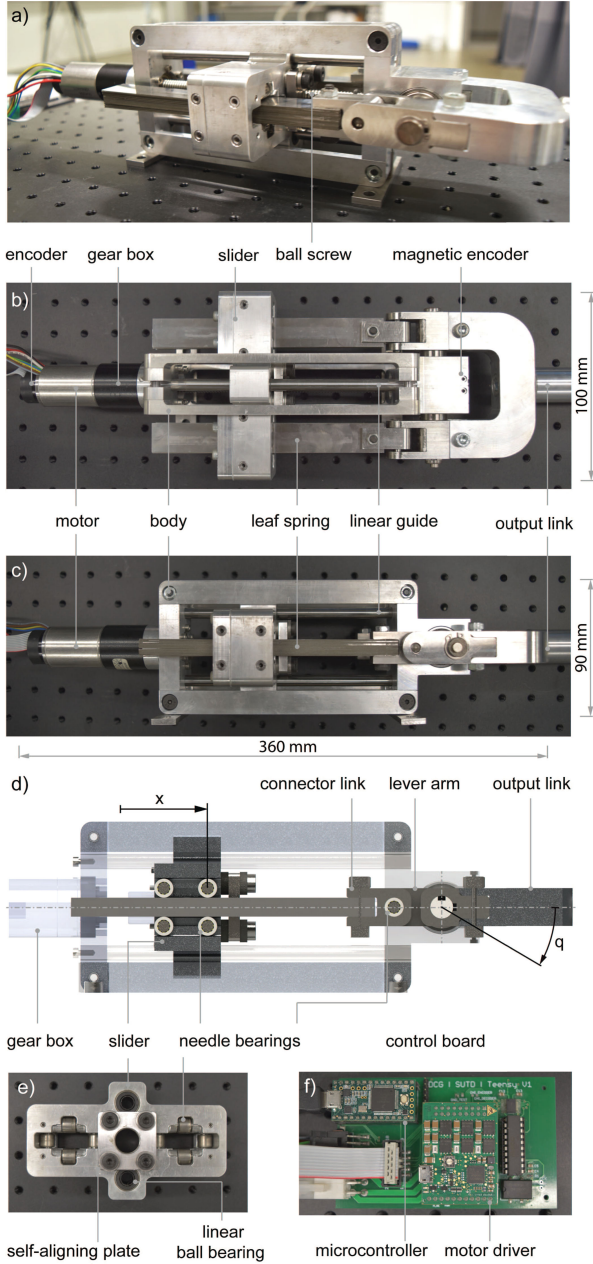 a)
encoder gear box slider ball screw magnetic encoder
b)
100 mm
motor body leaf spring linear guide output link
c)
90 mm
360 mm
d)
connector link lever arm output link
x
q
gear box slider needle bearings control board
e)
f)
OCG | SUTD | Teensy V1
linear
self-aligning plate ball bearing microcontroller motor driver